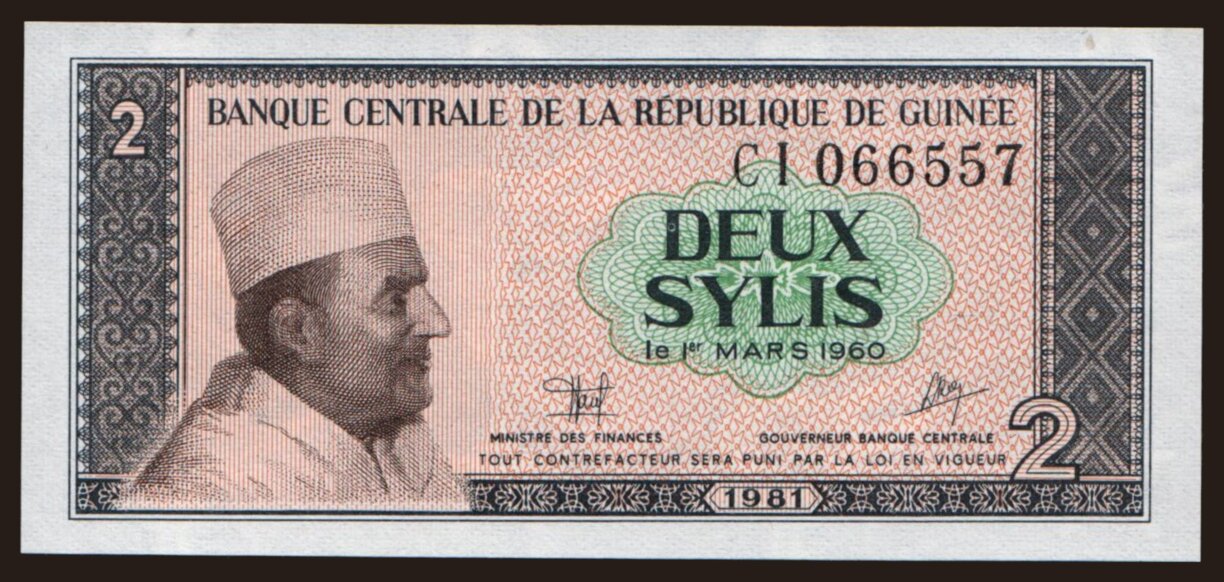 2
BANQUE CENTRALE DE LA RÉPUBLIQUE DE GUINÉE
CI 066557
DEUX
SYLIS
le 1er MARS 1960
MINISTRE DES FINANCES
GOUVERNEUR BANQUE CENTRALE
TOUT CONTREFACTEUR SERA PUNI PAR LA LOI EN VIGUEUR
2
1981